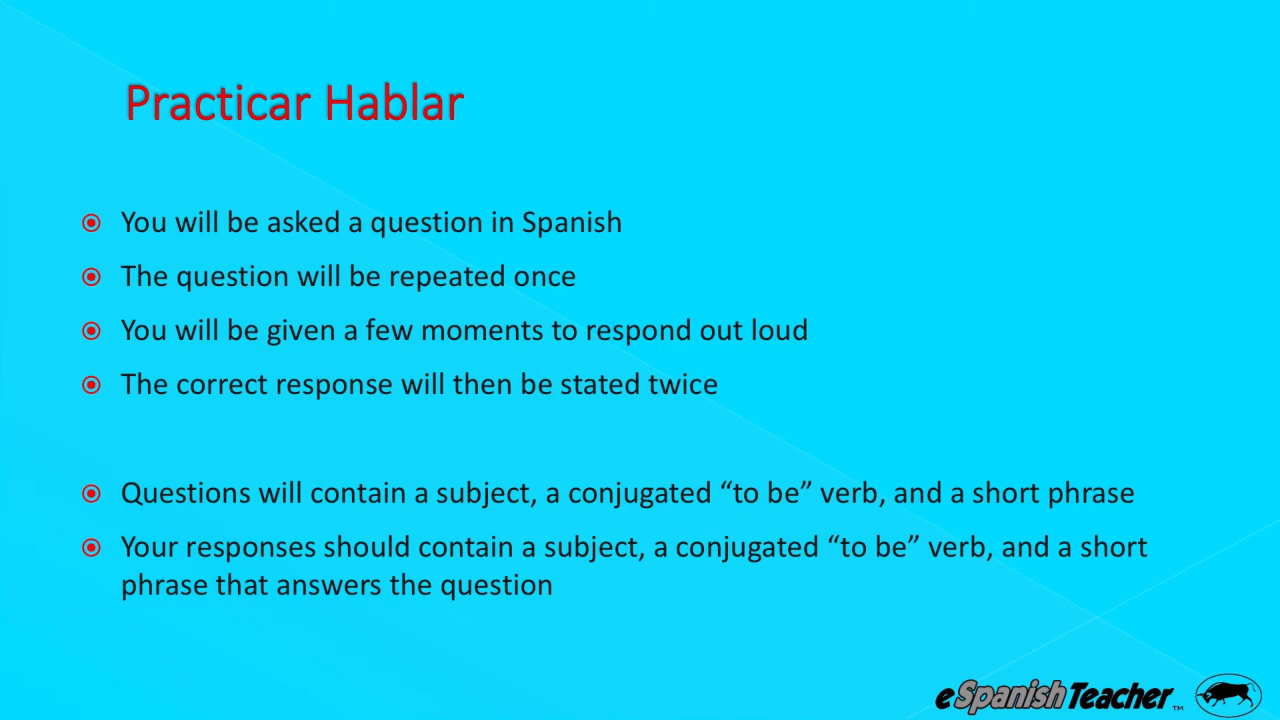 Practicar Hablar
You will be asked a question in Spanish
The question will be repeated once
You will be given a few moments to respond out loud
The correct response will then be stated twice
Questions will contain a subject, a conjugated “to be” verb, and a short phrase
Your responses should contain a subject, a conjugated “to be” verb, and a short
phrase that answers the question
eSpanishTeacher™